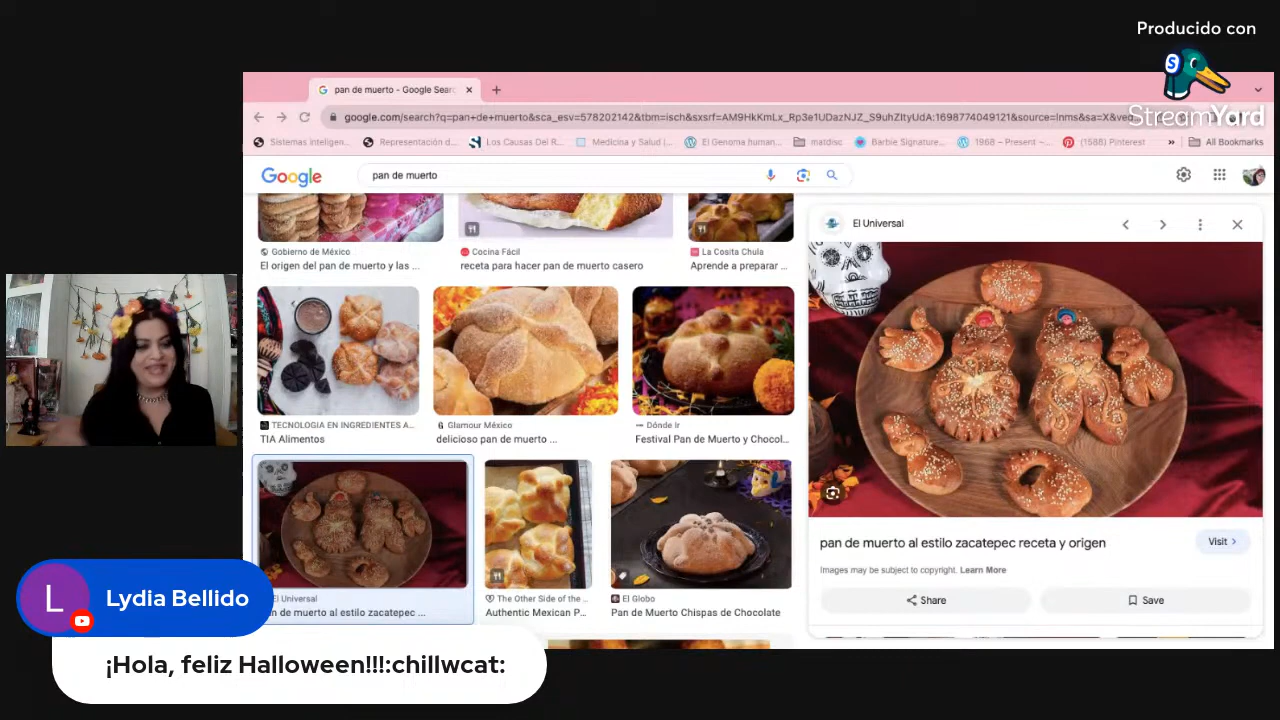 Producido con
StreamYard
pan de muerto - Google Sear
google.com/search?q=pan+de+muerto&sca_esv=578202142&tbm=isch&sxsrf=AM9HkKmLx_Rp3e1UDazNJZ_S9uhZItyUdA:1698774049121&source=lnms&sa=X&ved
Sistemas Inteligen... Representación d... Los Causas Del R... Medicina y Salud |... El Genoma human... matdisc Barbie Signature... 1968 – Present –... (1588) Pinterest » All Bookmarks
Google pan de muerto
Gobierno de México
El origen del pan de muerto y las ...
Cocina Fácil
receta para hacer pan de muerto casero
La Cosita Chula
Aprende a preparar ...
TECNOLOGIA EN INGREDIENTES A...
TIA Alimentos
Glamour México
delicioso pan de muerto ...
Dónde Ir
Festival Pan de Muerto y Chocol...
El Universal
pan de muerto al estilo zacatepec ...
The Other Side of the ...
Authentic Mexican P...
El Globo
Pan de Muerto Chispas de Chocolate
El Universal
pan de muerto al estilo zacatepec receta y origen
Visit
Images may be subject to copyright. Learn More
Share
Save
L
Lydia Bellido
¡Hola, feliz Halloween!!!:chillwcat: